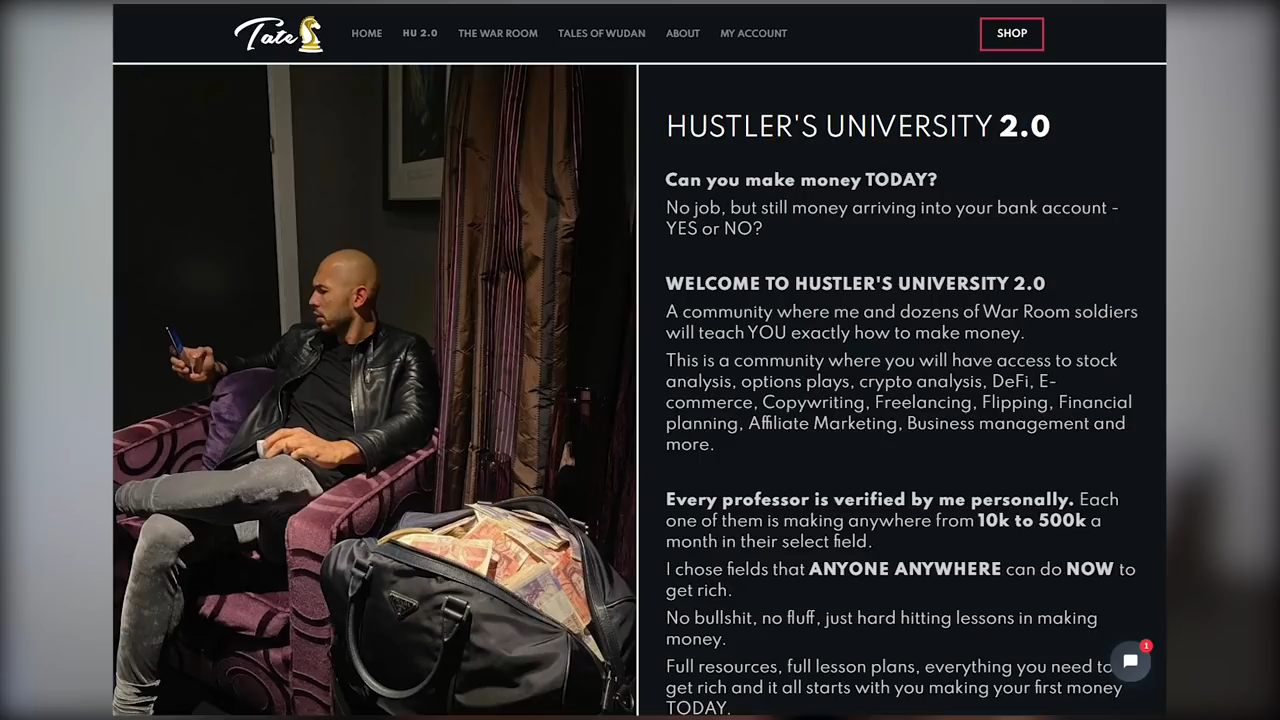 Tate
HOME
HU 2.0
THE WAR ROOM
TALES OF WUDAN
ABOUT
MY ACCOUNT
SHOP
HUSTLER'S UNIVERSITY 2.0
Can you make money TODAY?
No job, but still money arriving into your bank account -
YES or NO?
WELCOME TO HUSTLER'S UNIVERSITY 2.0
A community where me and dozens of War Room soldiers
will teach YOU exactly how to make money.
This is a community where you will have access to stock
analysis, options plays, crypto analysis, DeFi, E-
commerce, Copywriting, Freelancing, Flipping, Financial
planning, Affiliate Marketing, Business management and
more.
Every professor is verified by me personally. Each
one of them is making anywhere from 10k to 500k a
month in their select field.
I chose fields that ANYONE ANYWHERE can do NOW to
get rich.
No bullshit, no fluff, just hard hitting lessons in making
money.
Full resources, full lesson plans, everything you need to
get rich and it all starts with you making your first money
TODAY.
1